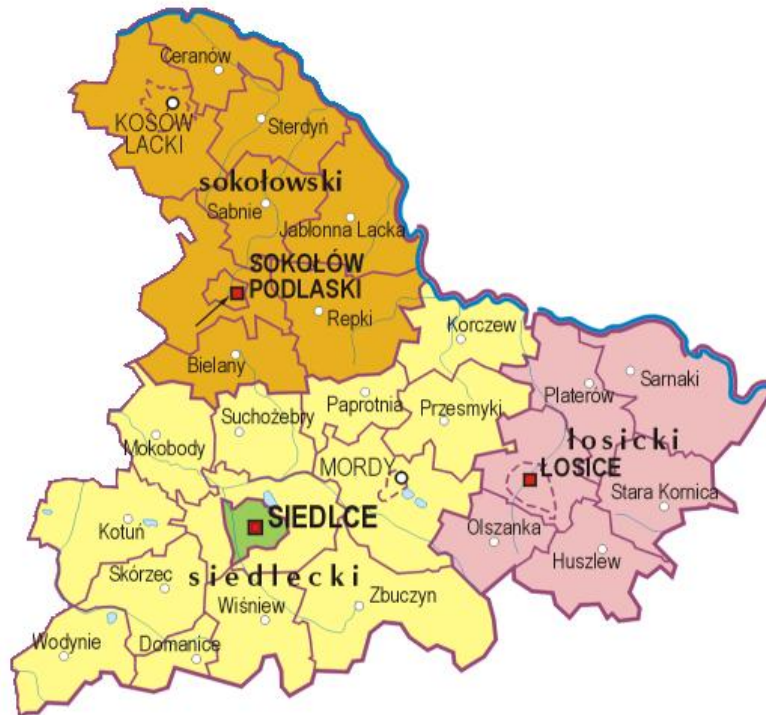 Ceranów
KOSÓW
LACKI
Sterdyń
sokołowski
Sabnie
Jabłonna Lacka
SOKOŁÓW
PODLASKI
Repki
Korczew
Bielany
Platerów
Sarnaki
Suchożebry
Paprotnia
Przesmyki
Mokobody
łosicki
MORDY
ŁOSICE
Stara Kornica
SIEDLCE
Kotuń
Olszanka
Huszlew
Skórzec
siedlecki
Wiśniew
Zbuczyn
Wodynie
Domanice